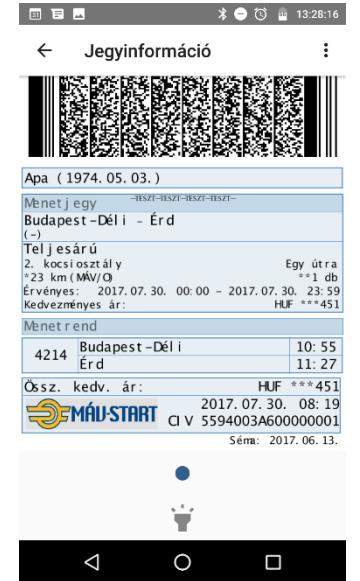 13:28:16
Jegyinformáció
Apa (1974. 05. 03.)
Menetjegy -TESZT-TESZT-TESZT-TESZT-
Budapest-Déli - Érd
(-)
Teljesárú
2. kocsiosztály Egy útra
*23 km (MÁV/O) **1 db
Érvényes: 2017. 07. 30. 00: 00 - 2017. 07. 30. 23: 59
Kedvezményes ár: HUF ***451
Menetrend
4214 Budapest-Déli 10: 55
Érd 11: 27
Össz. kedv. ár: HUF ***451
MÁV-START 2017. 07. 30. 08: 19
CIV 5594003A600000001
Séma: 2017. 06. 13.